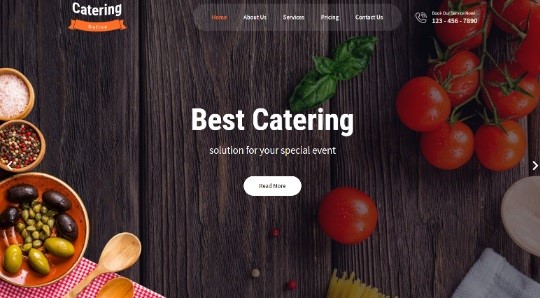 Catering
Home
About Us
Services
Pricing
Contact Us
Book Our Service Now!
123 - 456 - 7890
Best Catering
solution for your special event
Read More